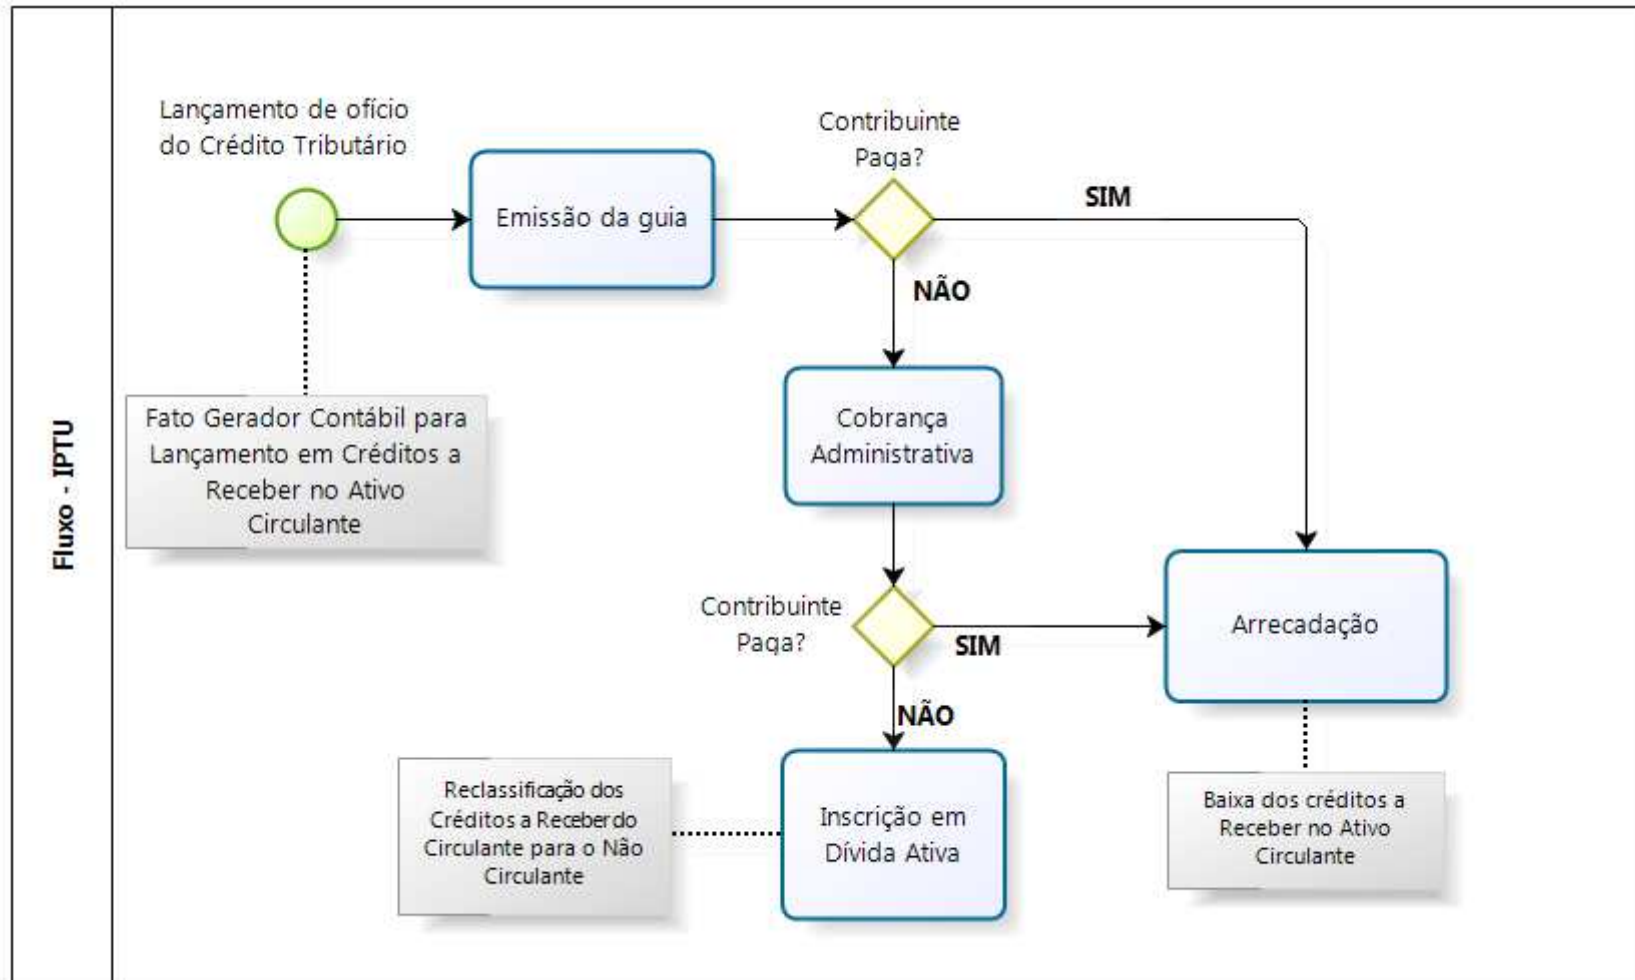 Fluxo - IPTU
Lançamento de ofício
do Crédito Tributário
Emissão da guia
Contribuinte
Paga?
SIM
NÃO
Fato Gerador Contábil para
Lançamento em Créditos a
Receber no Ativo
Circulante
Cobrança
Administrativa
Contribuinte
Paga?
SIM
Arrecadação
NÃO
Reclassificação dos
Créditos a Receber do
Circulante para o Não
Circulante
Inscrição em
Dívida Ativa
Baixa dos créditos a
Receber no Ativo
Circulante